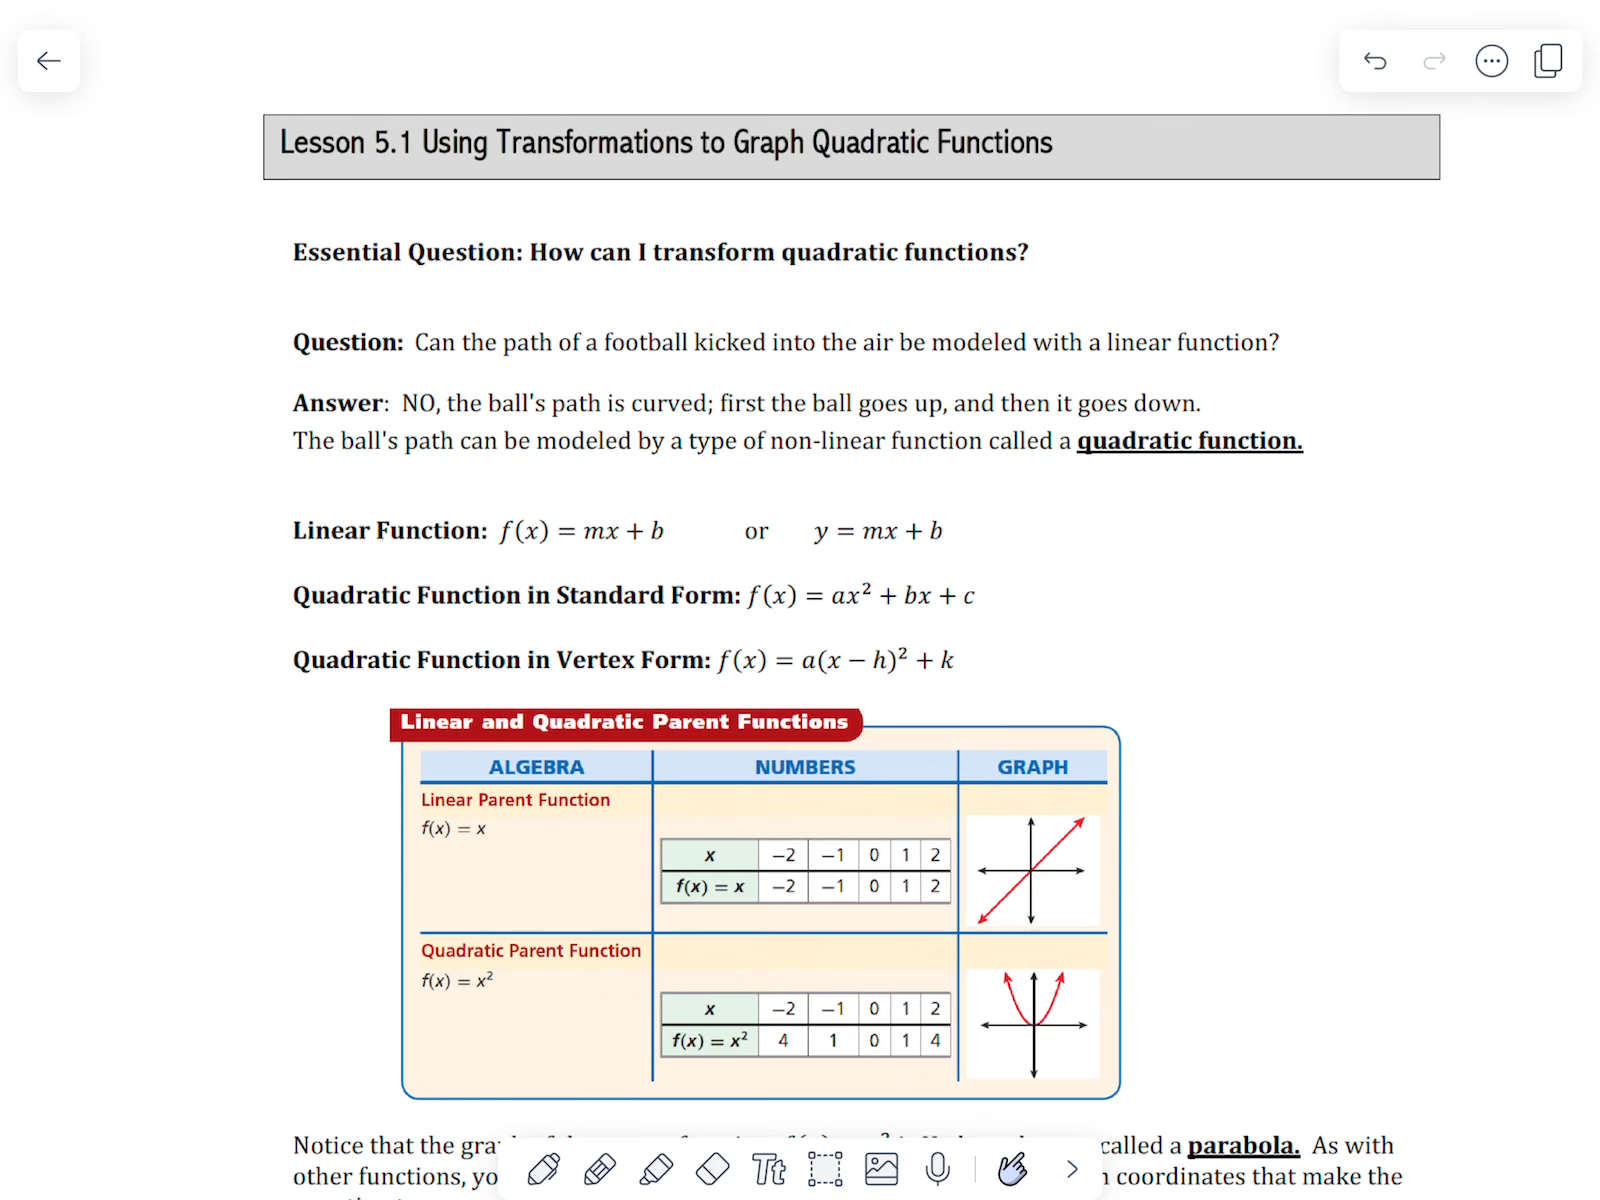 Lesson 5.1 Using Transformations to Graph Quadratic Functions
Essential Question: How can I transform quadratic functions?
Question: Can the path of a football kicked into the air be modeled with a linear function?
Answer: NO, the ball's path is curved; first the ball goes up, and then it goes down.
The ball's path can be modeled by a type of non-linear function called a quadratic function.
Linear Function: f(x) = mx + b or y = mx + b
Quadratic Function in Standard Form: f(x) = ax² + bx + c
Quadratic Function in Vertex Form: f(x) = a(x − h)² + k
Linear and Quadratic Parent Functions
ALGEBRA NUMBERS GRAPH
Linear Parent Function
f(x) = x
x −2 −1 0 1 2
f(x) = x −2 −1 0 1 2
Quadratic Parent Function
f(x) = x²
x −2 −1 0 1 2
f(x) = x² 4 1 0 1 4
Notice that the called a parabola. As with
other functions, coordinates that make the
Tt